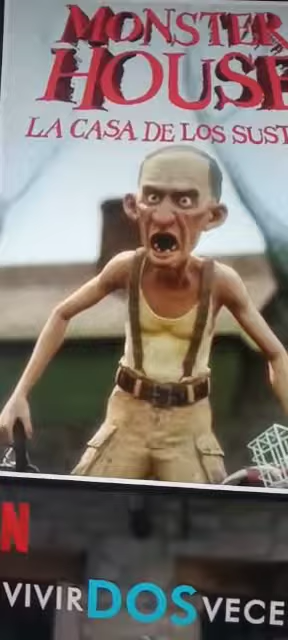 MONSTER
HOUSE
LA CASA DE LOS SUST
N
VIVIR DOS VECE